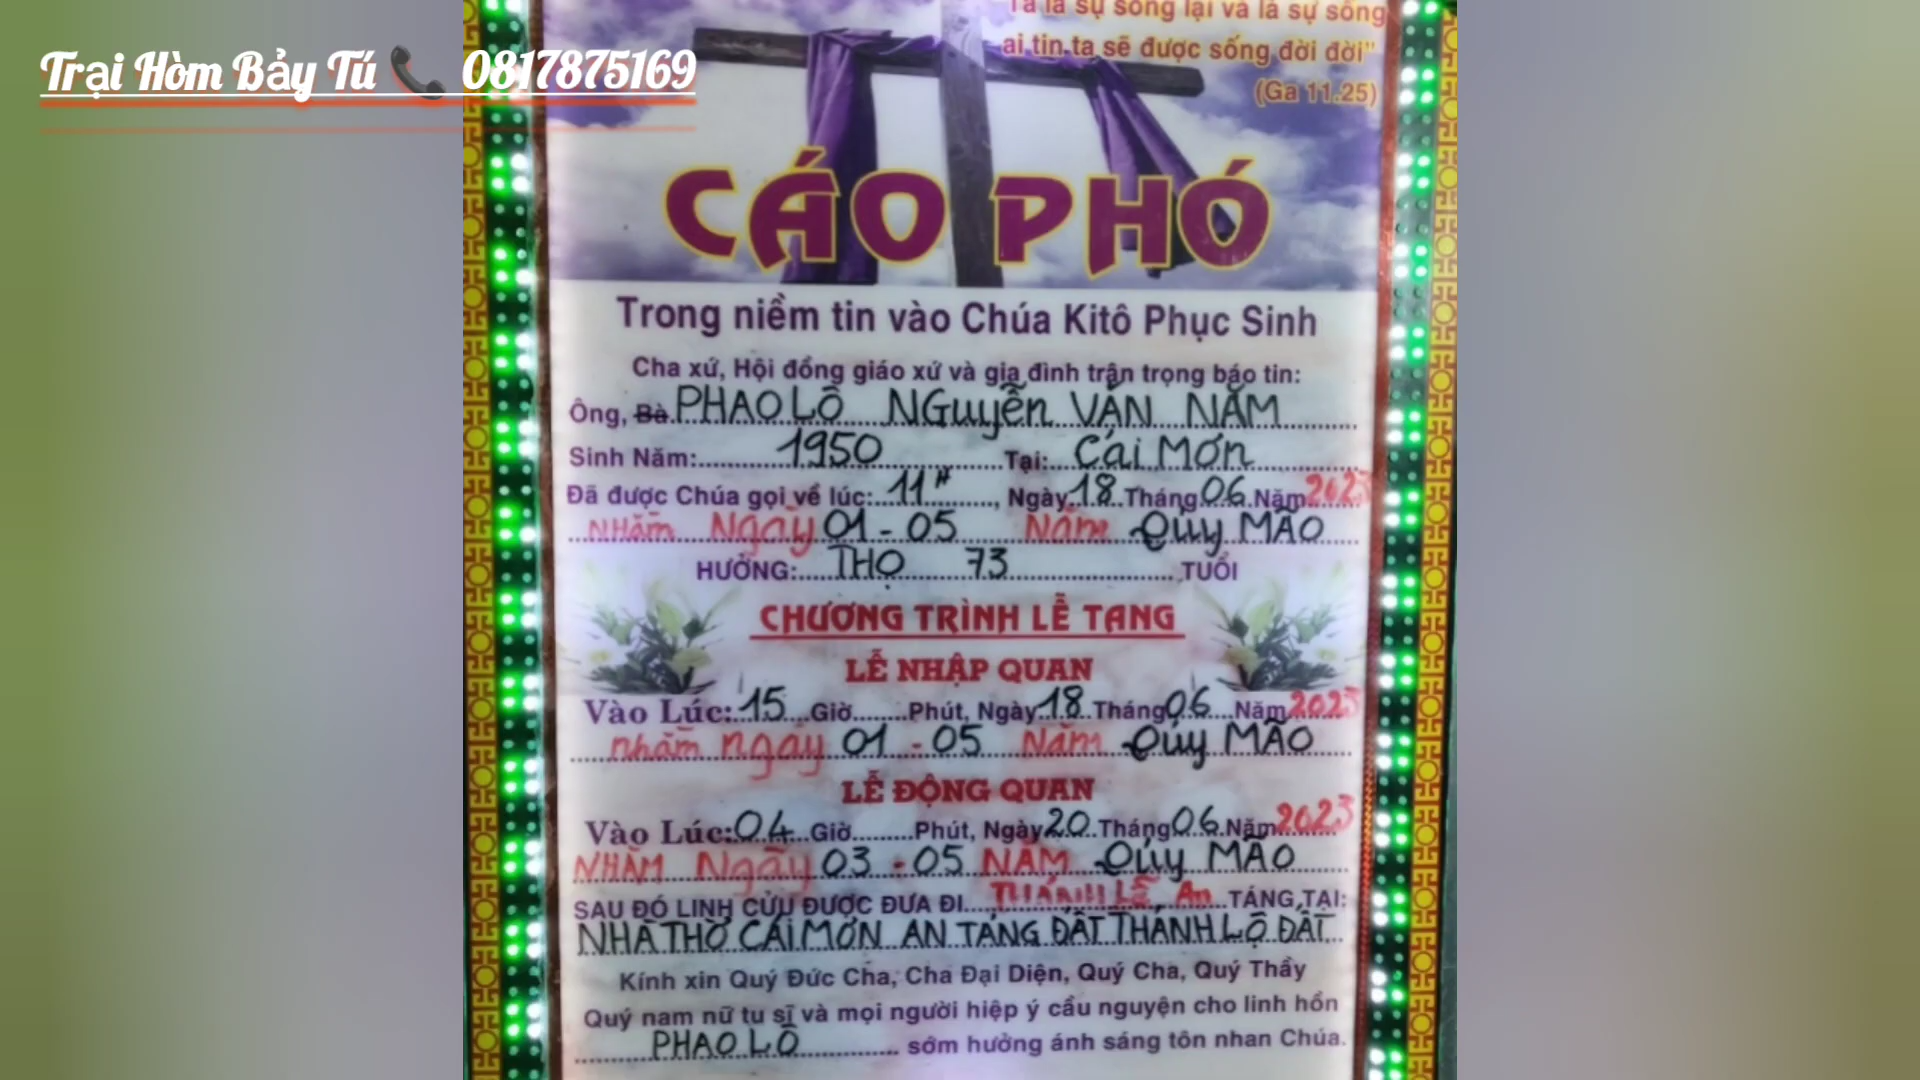 Trại Hòm Bảy Tú 📞 0817875169
Ta là sự sống lại và là sự sống
ai tin ta sẽ được sống đời đời"
(Ga 11.25)
CÁO PHÓ
Trong niềm tin vào Chúa Kitô Phục Sinh
Cha xứ, Hội đồng giáo xứ và gia đình trân trọng báo tin:
Ông, Bà PHAOLÔ NGUYỄN VĂN NĂM
Sinh Năm: 1950 Tại: Cái Mơn
Đã được Chúa gọi về lúc: 11H, Ngày 18 Tháng 06 Năm 2023
NHằm Ngày 01 - 05 Năm Qúy MÃO
HƯỞNG: THỌ 73 TUỔI
CHƯƠNG TRÌNH LỄ TANG
LỄ NHẬP QUAN
Vào Lúc: 15 Giờ Phút, Ngày 18 Tháng 06 Năm 2023
nhằm ngày 01 - 05 Năm Qúy MÃO
LỄ ĐỘNG QUAN
Vào Lúc: 04 Giờ Phút, Ngày 20 Tháng 06 Năm 2023
NHẰM Ngày 03 - 05 NĂM Qúy MÃO
SAU ĐÓ LINH CỬU ĐƯỢC ĐƯA ĐI THÁNH LỄ An TÁNG TẠI:
NHÀ THỜ CÁI MƠN AN TÁNG ĐẤT THÁNH LỘ ĐẤT
Kính xin Quý Đức Cha, Cha Đại Diện, Quý Cha, Quý Thầy
Quý nam nữ tu sĩ và mọi người hiệp ý cầu nguyện cho linh hồn
PHAOLÔ sớm hưởng ánh sáng tôn nhan Chúa.